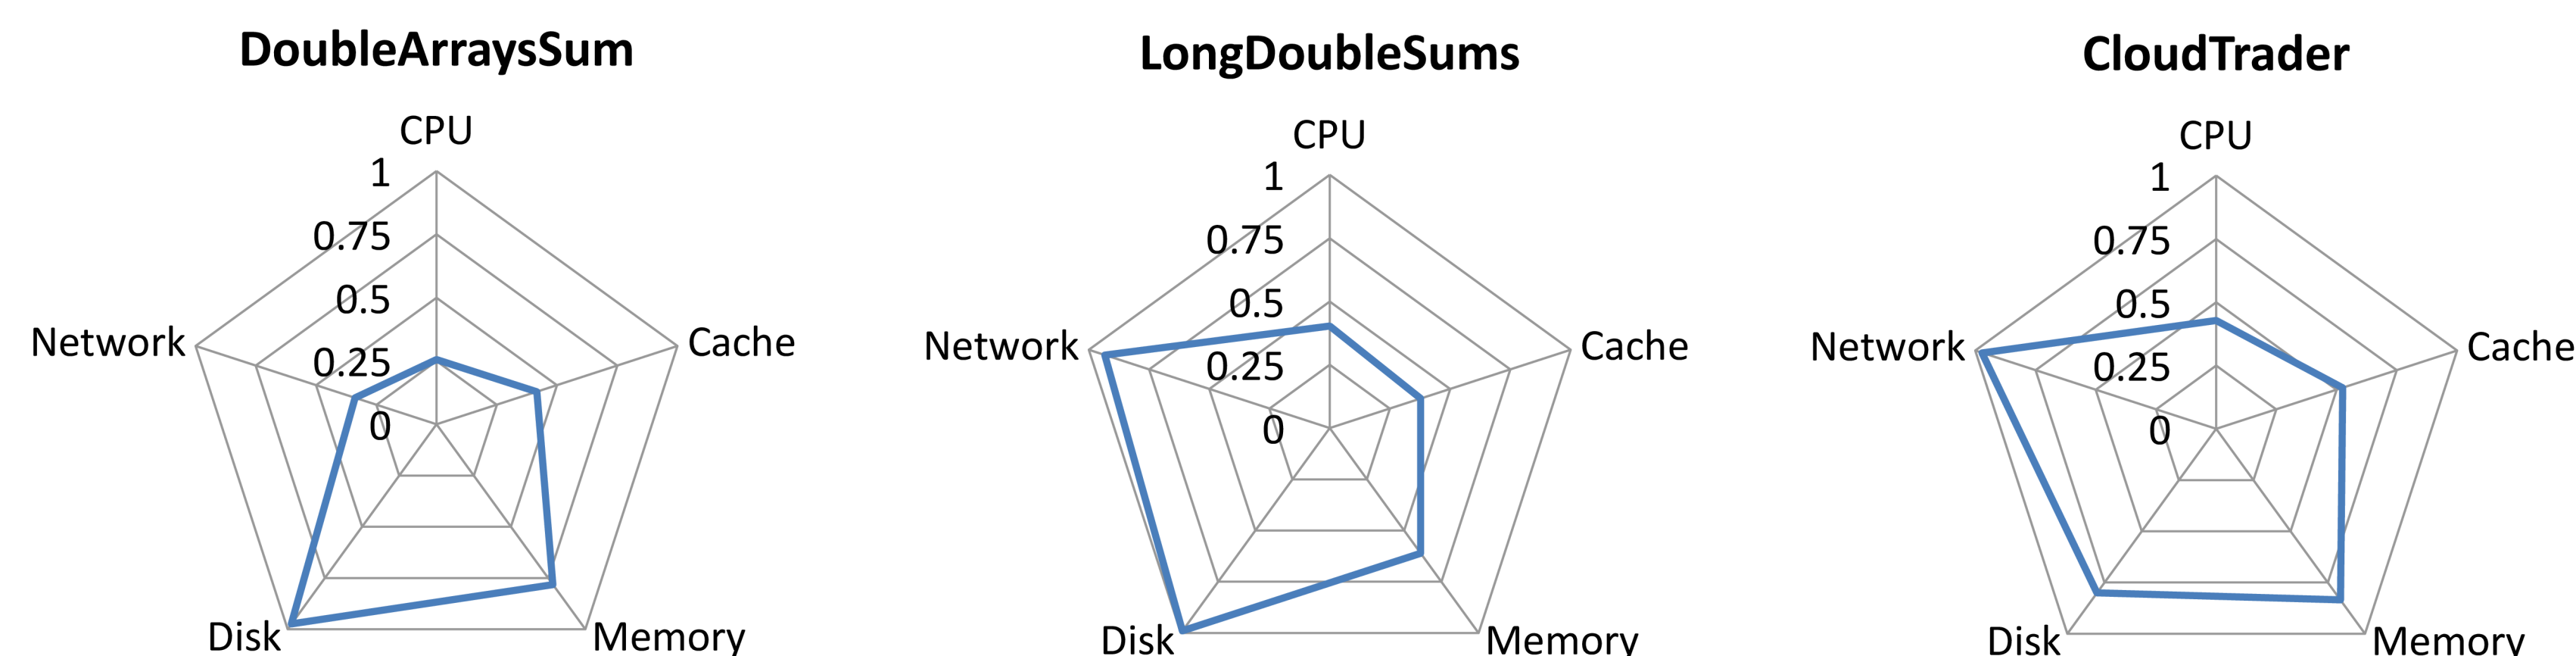 DoubleArraysSum
CPU
1
0.75
0.5
0.25
0
Network
Cache
Disk
Memory
LongDoubleSums
CPU
1
0.75
0.5
0.25
0
Network
Cache
Disk
Memory
CloudTrader
CPU
1
0.75
0.5
0.25
0
Network
Cache
Disk
Memory